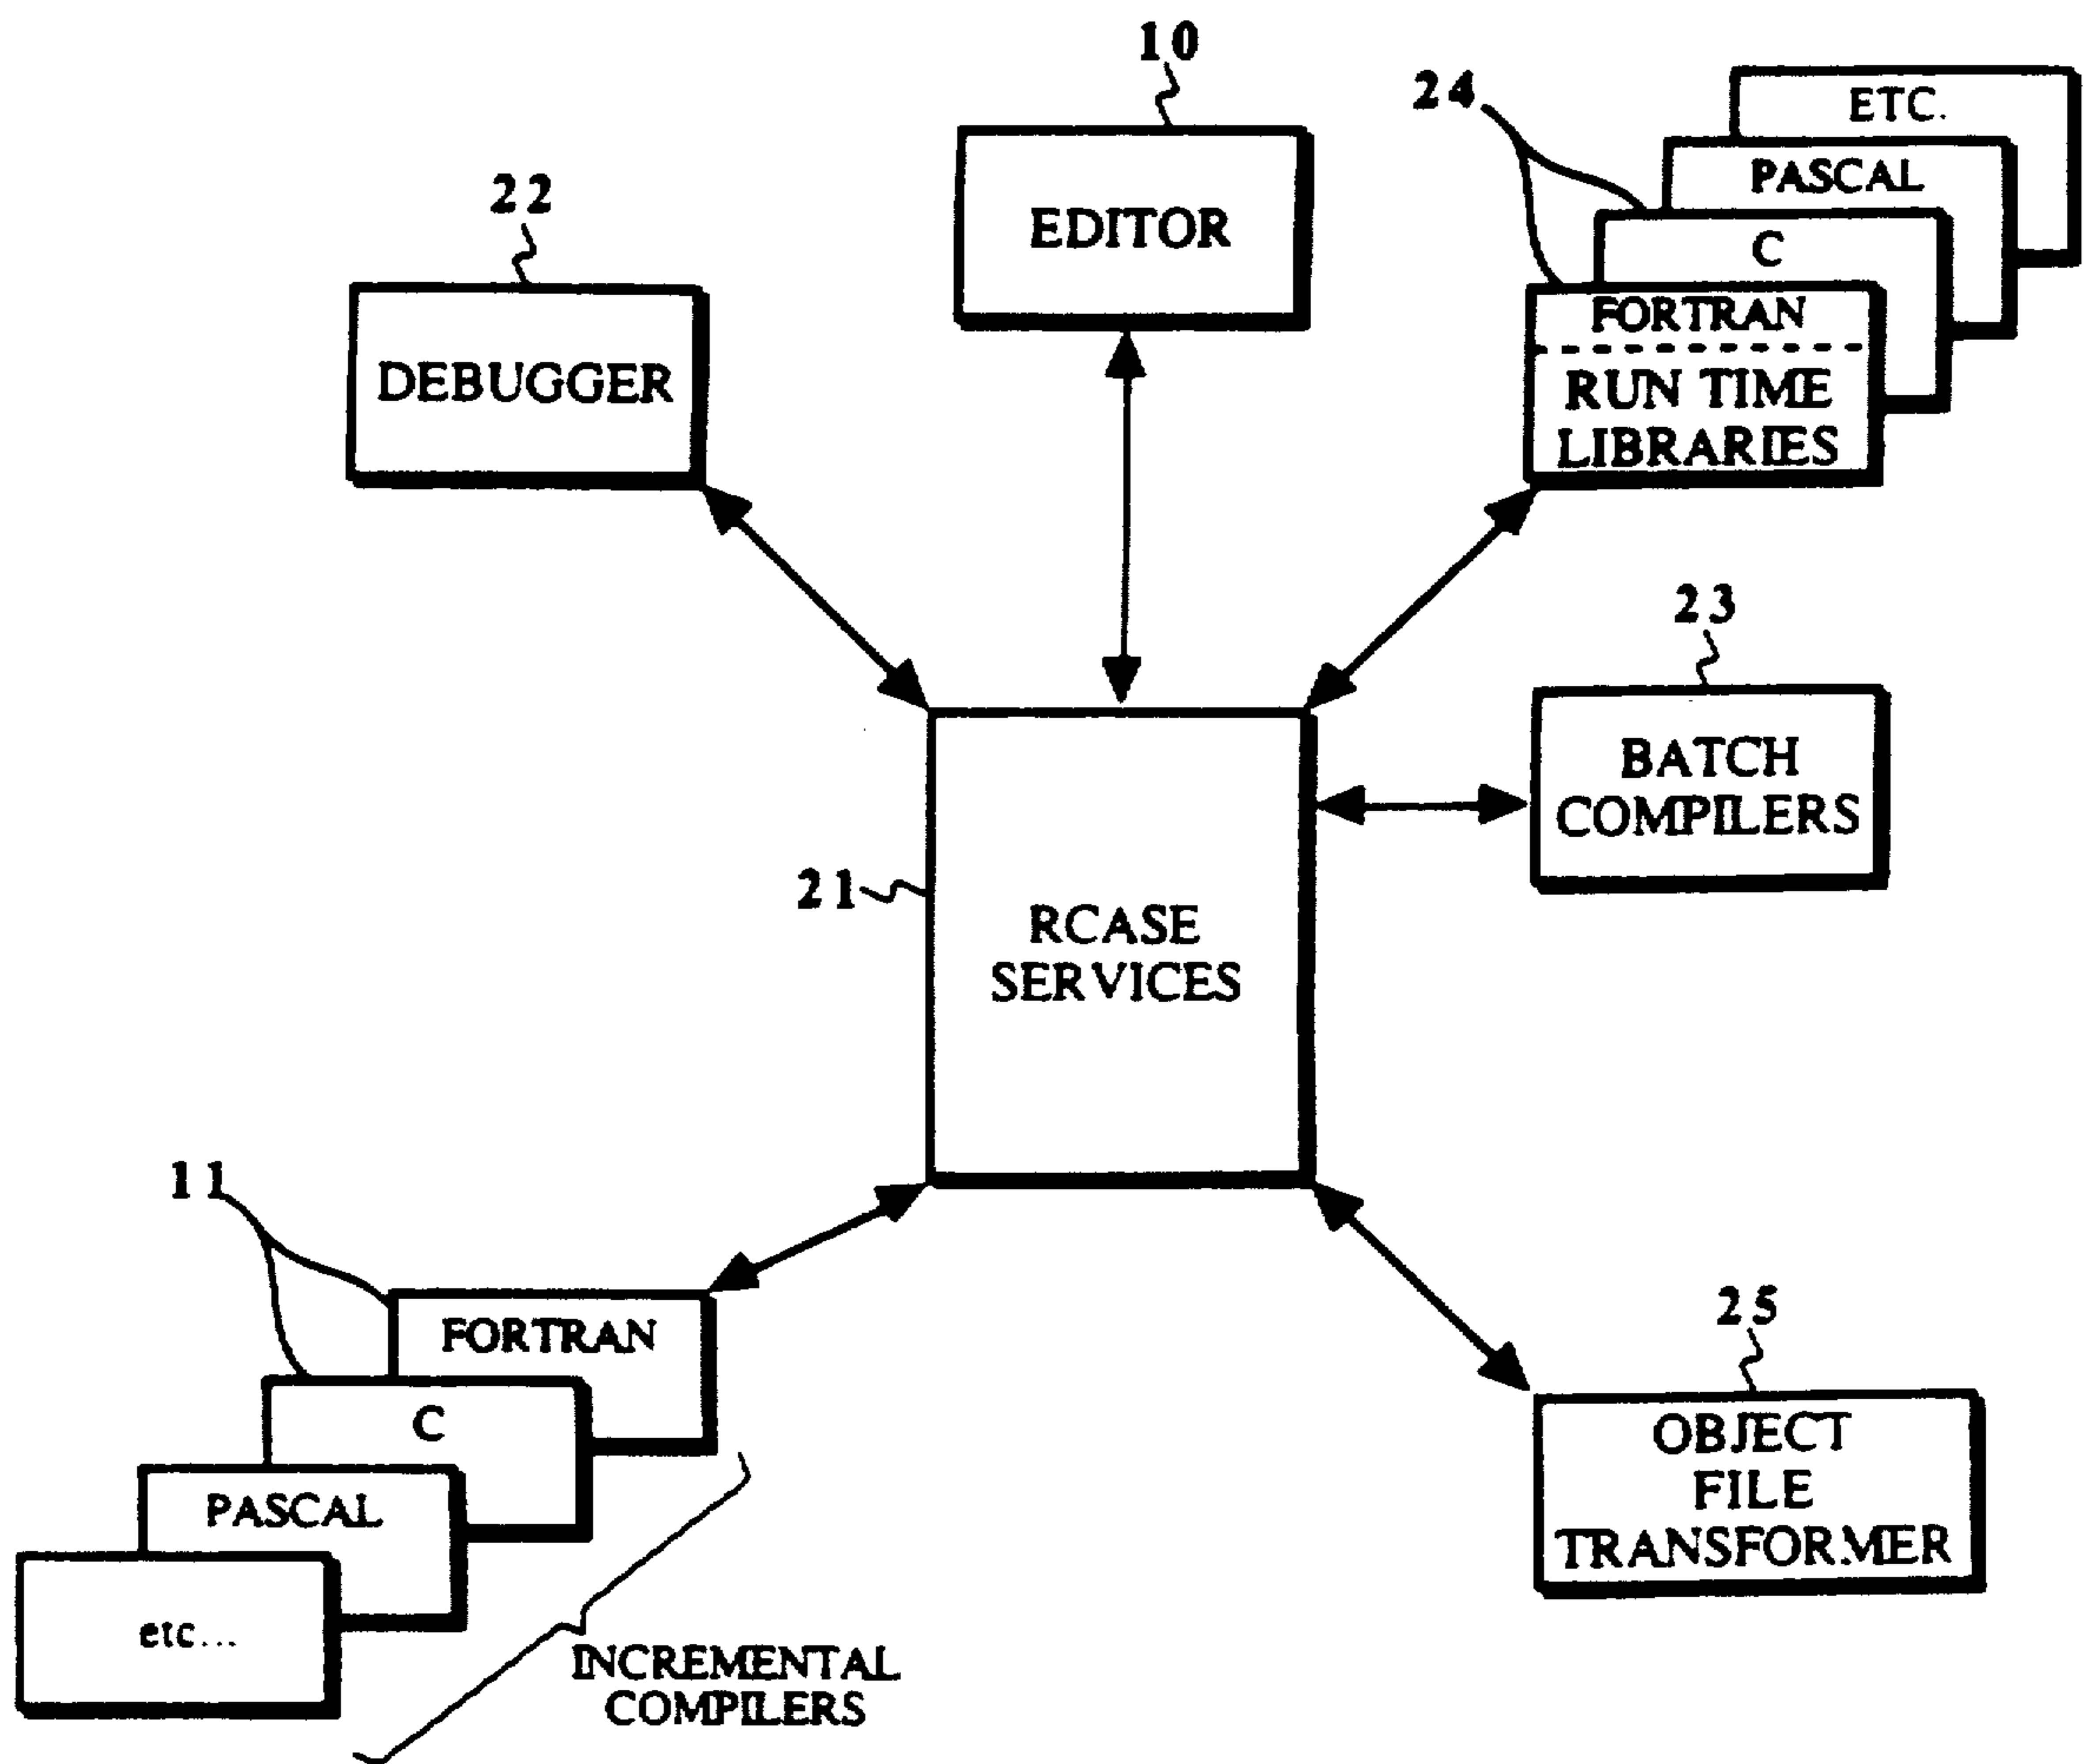 10
EDITOR
24
ETC.
PASCAL
C
FORTRAN
RUN TIME
LIBRARIES
22
DEBUGGER
23
BATCH
COMPILERS
21
RCASE
SERVICES
11
FORTRAN
C
PASCAL
etc...
INCREMENTAL
COMPILERS
25
OBJECT
FILE
TRANSFORMER